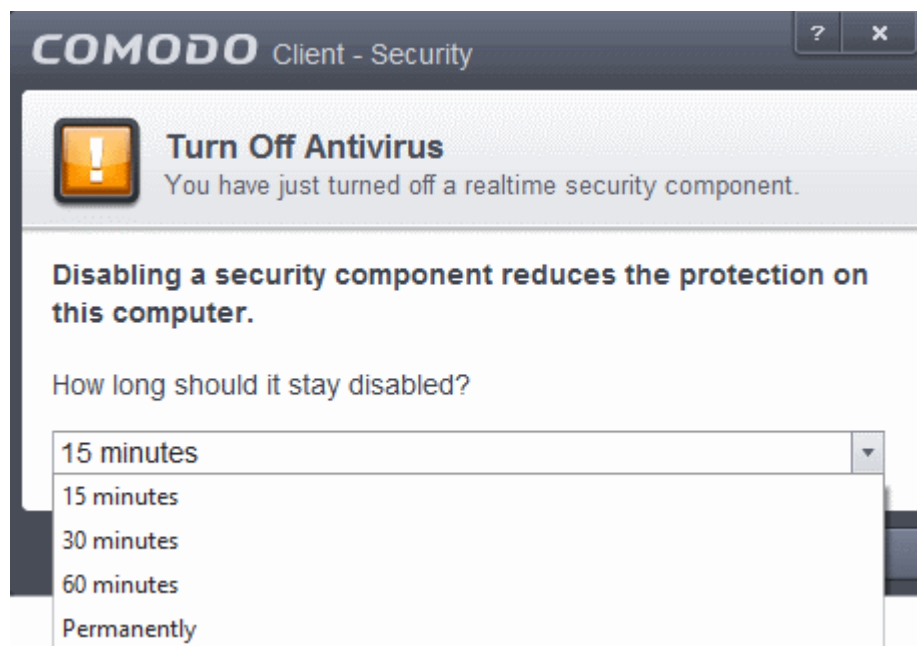 COMODO Client - Security
? ×
Turn Off Antivirus
You have just turned off a realtime security component.
Disabling a security component reduces the protection on
this computer.
How long should it stay disabled?
15 minutes
15 minutes
30 minutes
60 minutes
Permanently